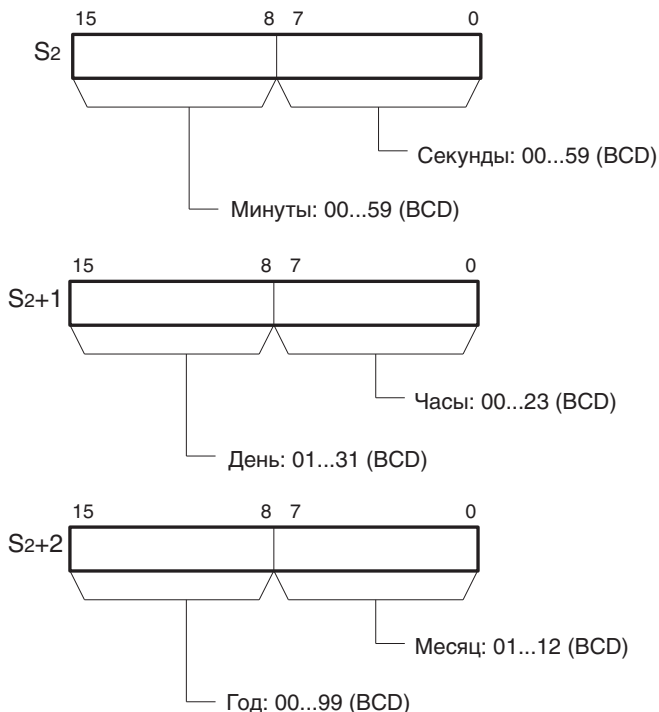 15 8 7 0
S2
Секунды: 00...59 (BCD)
Минуты: 00...59 (BCD)
15 8 7 0
S2+1
Часы: 00...23 (BCD)
День: 01...31 (BCD)
15 8 7 0
S2+2
Месяц: 01...12 (BCD)
Год: 00...99 (BCD)